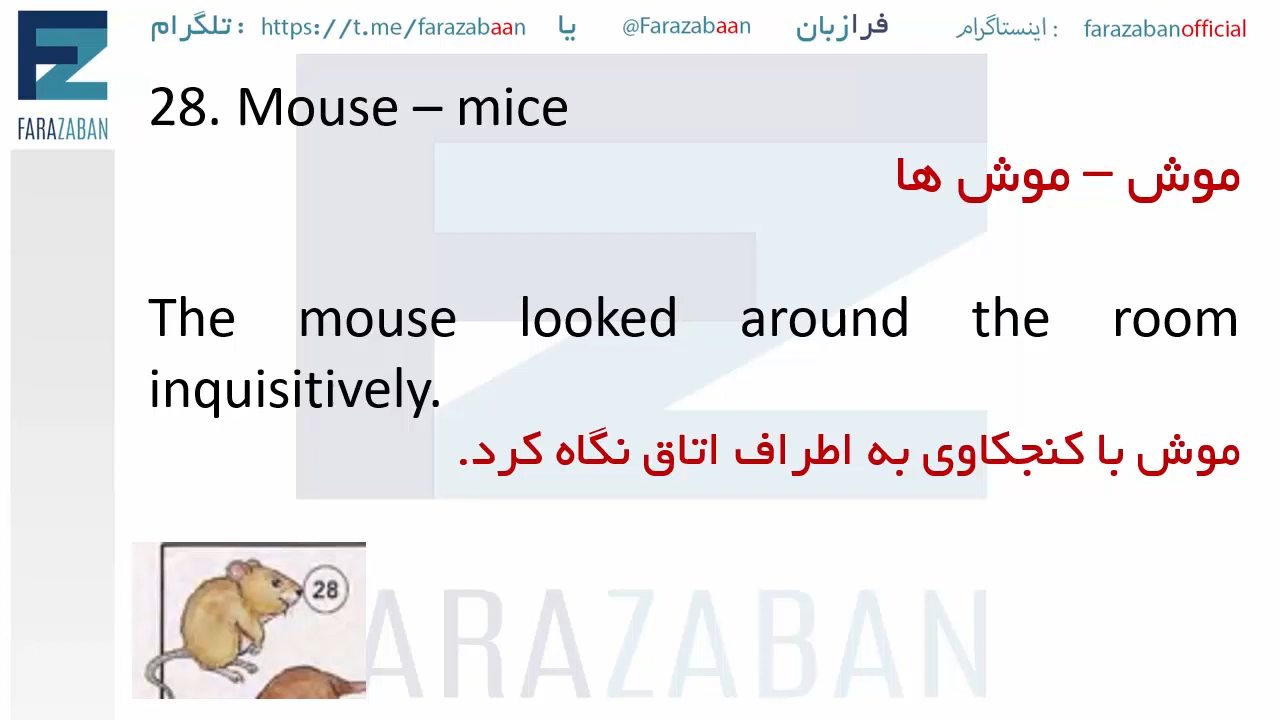 تلگرام : https://t.me/farazabaan یا @Farazabaan فرازبان اینستاگرام : farazabanofficial
FARAZABAN
28. Mouse – mice
موش – موش ها
The mouse looked around the room
inquisitively.
موش با کنجکاوی به اطراف اتاق نگاه کرد.
28
FARAZABAN